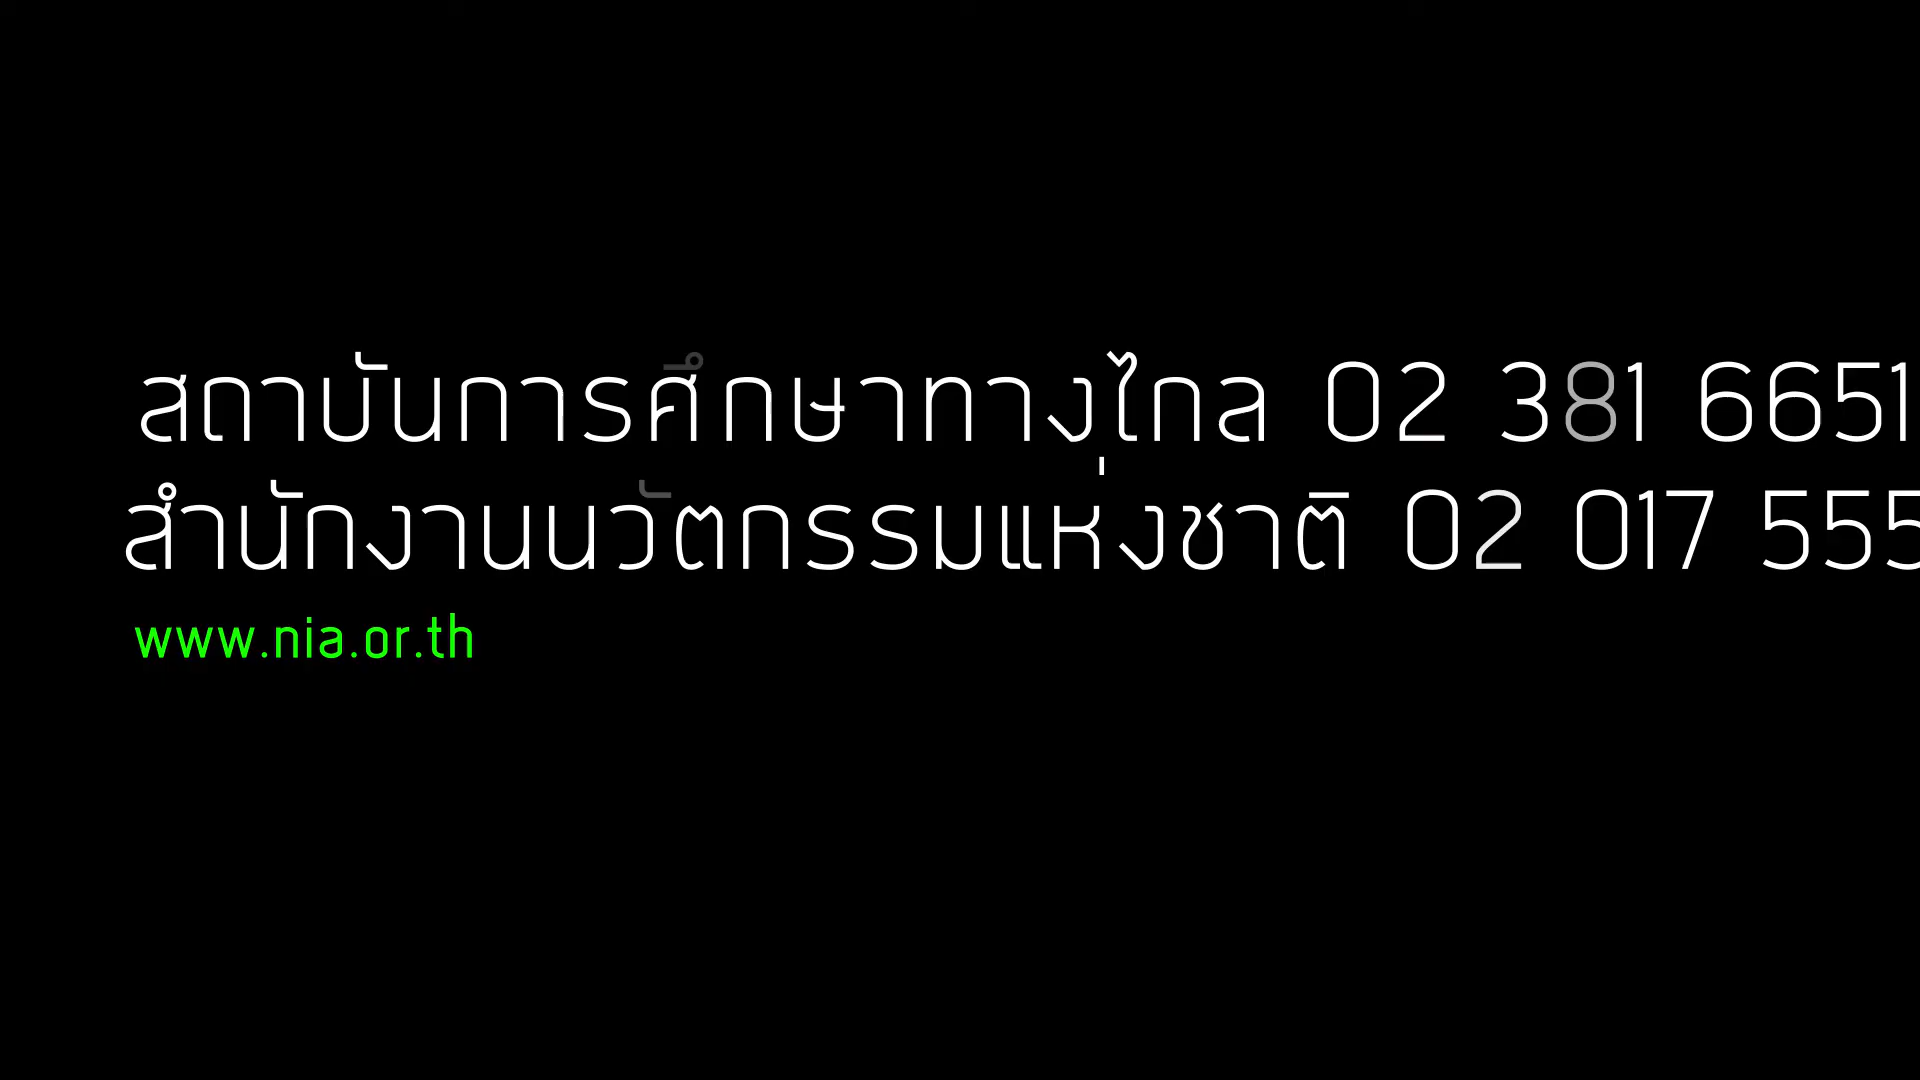 สถาบันการศึกษาทางไกล 02 381 6651
สำนักงานนวัตกรรมแห่งชาติ 02 017 555
www.nia.or.th